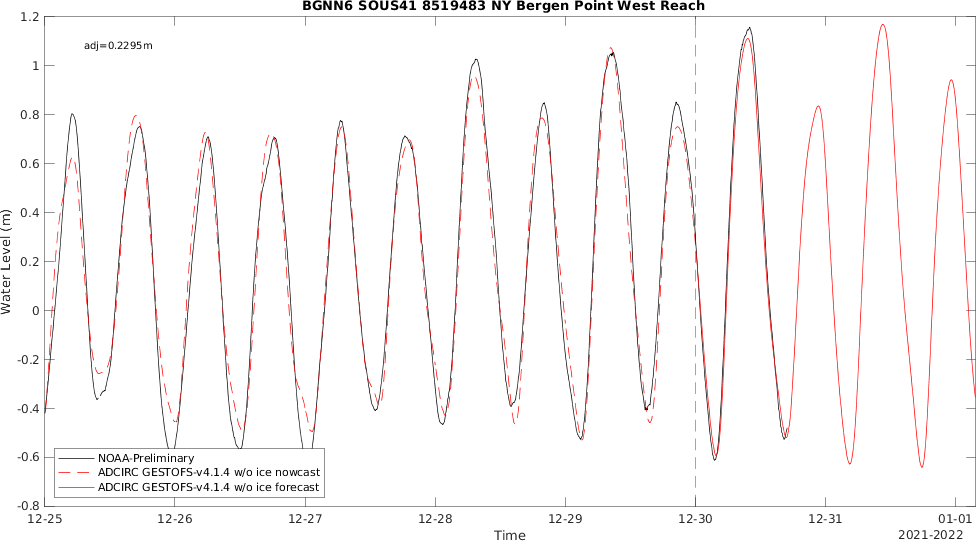 BGNN6 SOUS41 8519483 NY Bergen Point West Reach
1.2
adj=0.2295m
1
0.8
0.6
0.4
Water Level (m)
0.2
0
-0.2
-0.4
-0.6
-0.8
NOAA-Preliminary
ADCIRC GESTOFS-v4.1.4 w/o ice nowcast
ADCIRC GESTOFS-v4.1.4 w/o ice forecast
12-25 12-26 12-27 12-28 12-29 12-30 12-31 01-01
Time
2021-2022